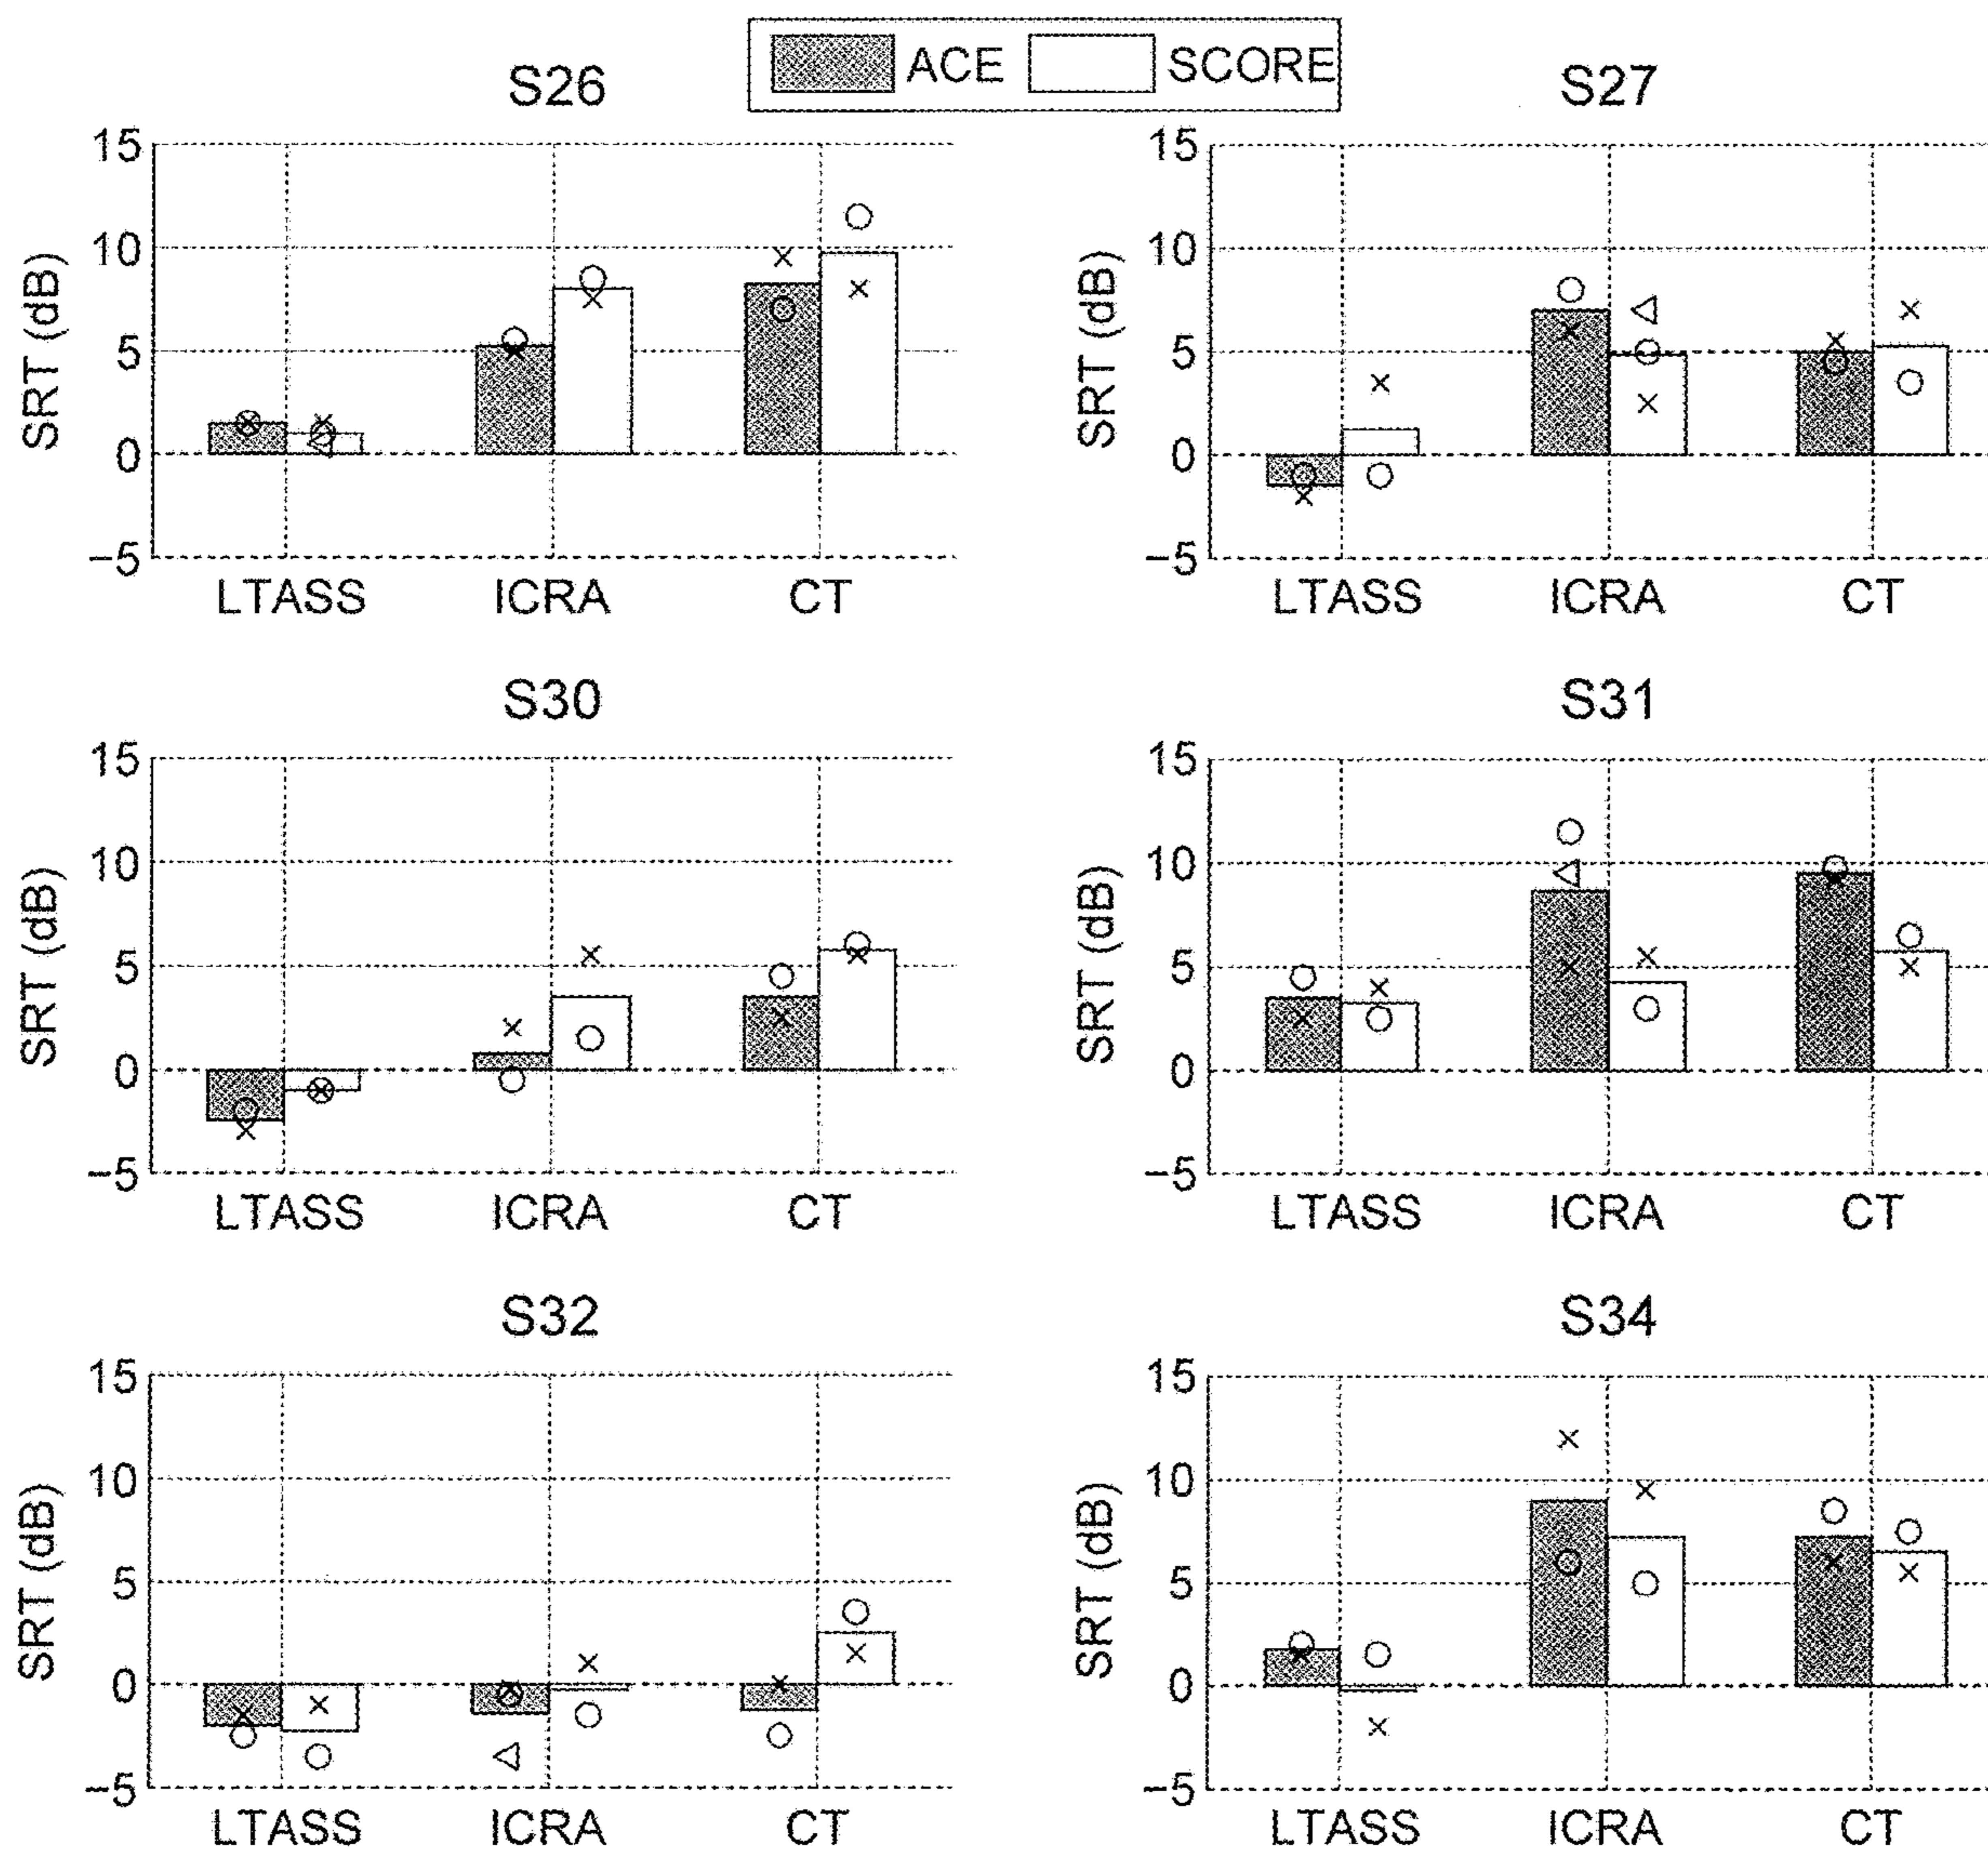 ACE SCORE
S26
SRT (dB)
15
10
5
0
−5
LTASS ICRA CT
S27
SRT (dB)
15
10
5
0
−5
LTASS ICRA CT
S30
SRT (dB)
15
10
5
0
−5
LTASS ICRA CT
S31
SRT (dB)
15
10
5
0
−5
LTASS ICRA CT
S32
SRT (dB)
15
10
5
0
−5
LTASS ICRA CT
S34
SRT (dB)
15
10
5
0
−5
LTASS ICRA CT